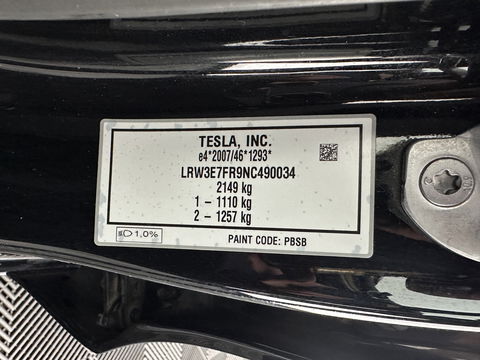 TESLA, INC.
e4*2007/46*1293*
LRW3E7FR9NC490034
2149 kg
1 - 1110 kg
2 - 1257 kg
1,0%
PAINT CODE: PBSB